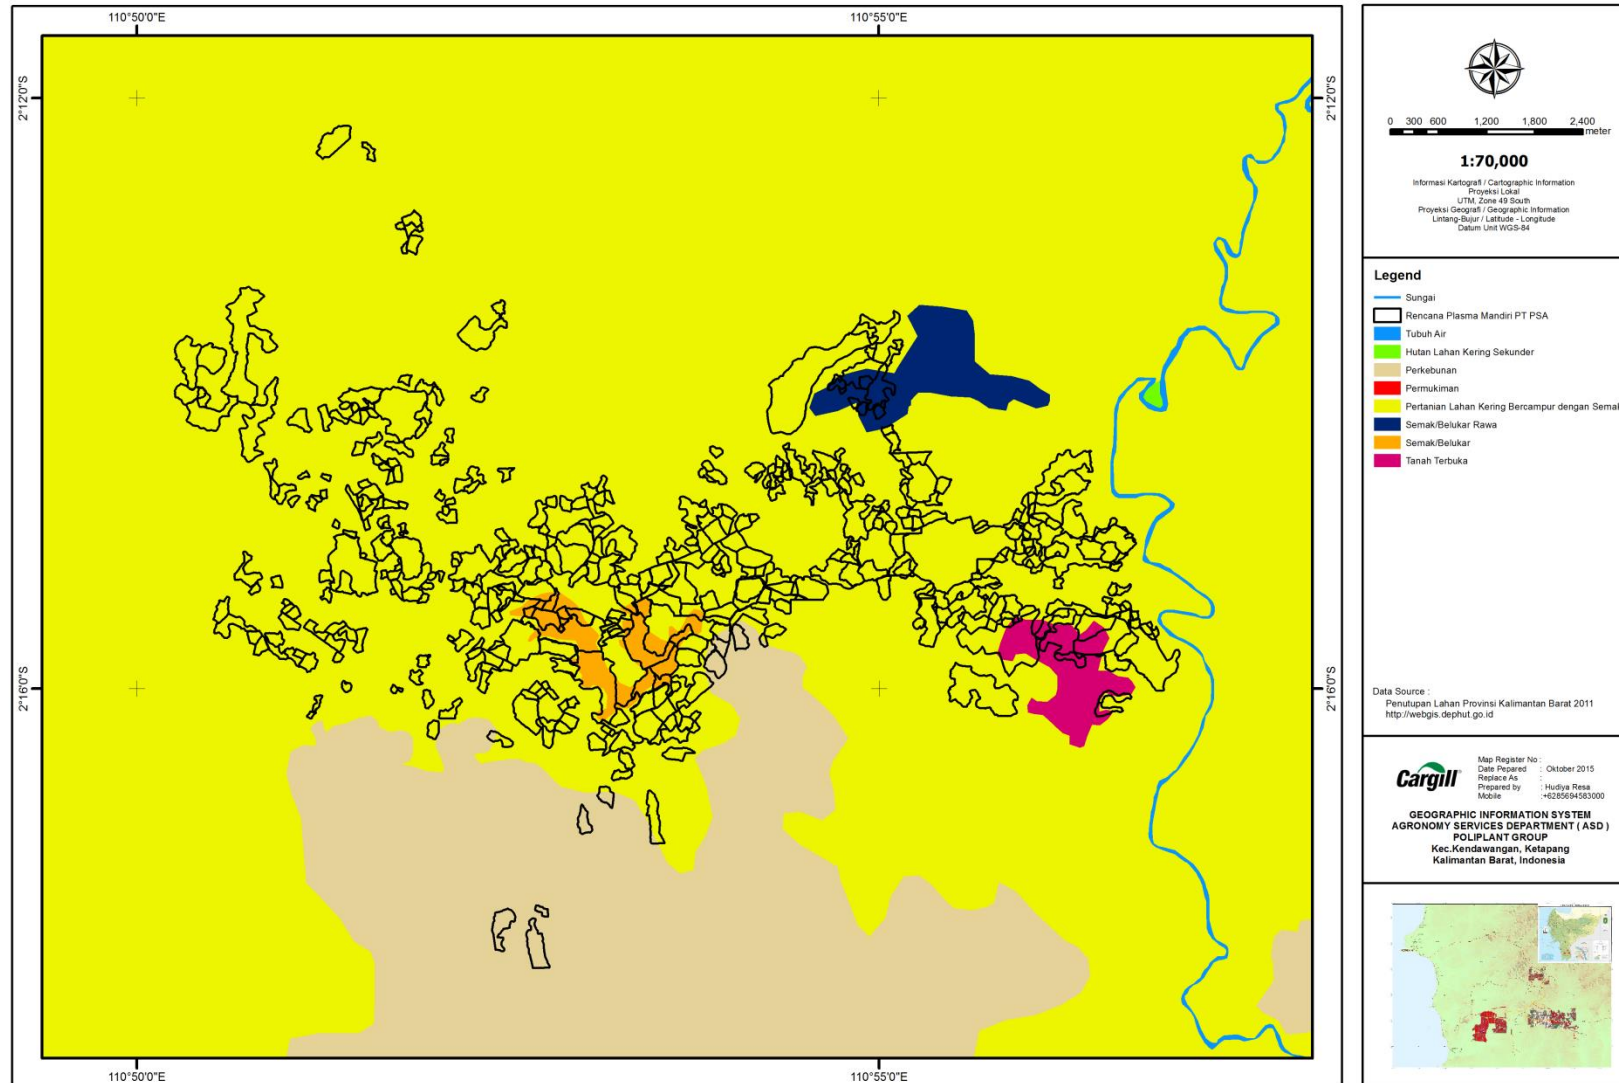 110°50'0"E
110°55'0"E
2°12'0"S
2°12'0"S
2°16'0"S
2°16'0"S
110°50'0"E
110°55'0"E
0 300 600 1,200 1,800 2,400
meter
1:70,000
Informasi Kartografi / Cartographic Information
Proyeksi Lokal
UTM, Zone 49 South
Proyeksi Geografi / Geographic Information
Lintang-Bujur / Latitude - Longitude
Datum Unit WGS-84
Legend
Sungai
Rencana Plasma Mandiri PT PSA
Tubuh Air
Hutan Lahan Kering Sekunder
Perkebunan
Permukiman
Pertanian Lahan Kering Bercampur dengan Semak
Semak/Belukar Rawa
Semak/Belukar
Tanah Terbuka
Data Source :
Penutupan Lahan Provinsi Kalimantan Barat 2011
http://webgis.dephut.go.id
Cargill
Map Register No :
Date Pepared : Oktober 2015
Replace As :
Prepared by : Hudiya Resa
Mobile :+6285694583000
GEOGRAPHIC INFORMATION SYSTEM
AGRONOMY SERVICES DEPARTMENT ( ASD )
POLIPLANT GROUP
Kec.Kendawangan, Ketapang
Kalimantan Barat, Indonesia